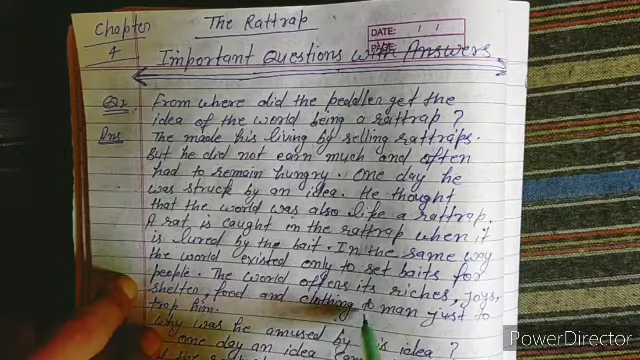 Chapter
4
The Rattrap
DATE:
Important Questions with Answers
Q1. From where did the peddler get the
idea of the world being a rattrap ?
Ans The made his living by selling rattraps.
But he did not earn much and often
had to remain hungry. One day he
was struck by an idea. He thought
that the world was also like a rattrap.
A rat is caught in the rattrap when it
is lured by the bait. In the same way
the world existed only to set baits for
people. The world offers its riches, joys,
shelter, food and clothing to man just to
trap him.
why was he amused by this idea ?
one day an idea
PowerDirector